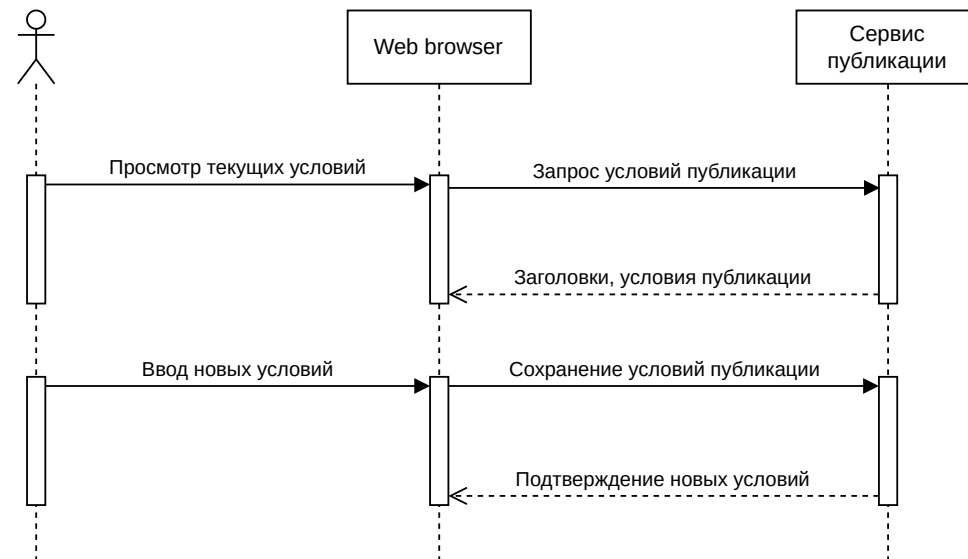 Web browser
Сервис
публикации
Просмотр текущих условий
Запрос условий публикации
Заголовки, условия публикации
Ввод новых условий
Сохранение условий публикации
Подтверждение новых условий